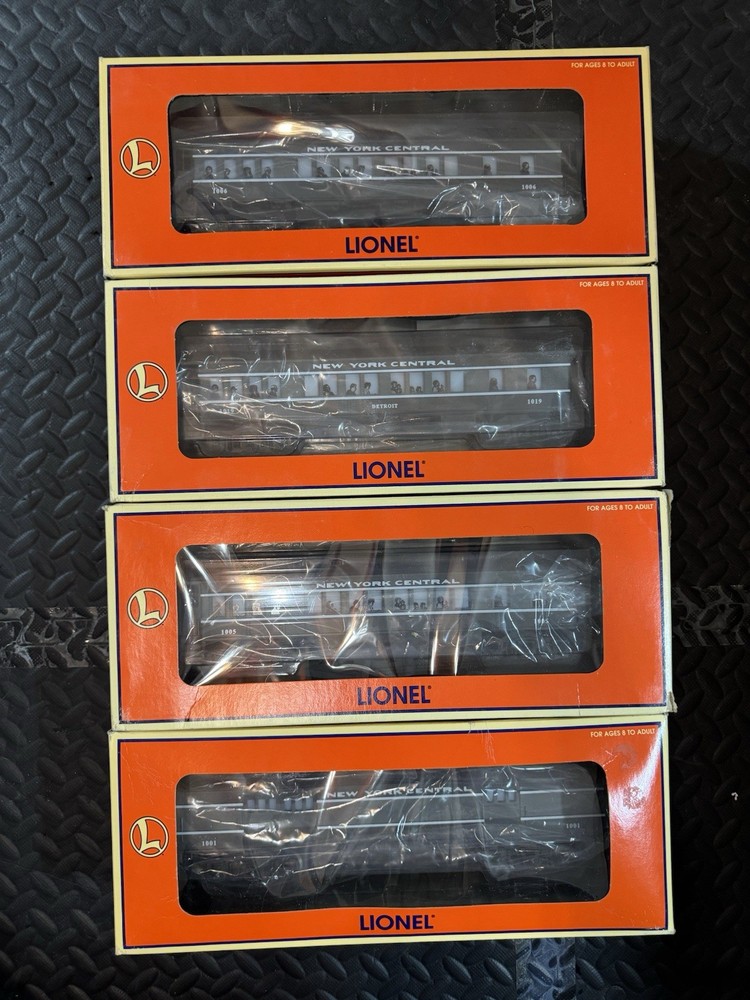 FOR AGES 8 TO ADULT
L
NEW YORK CENTRAL
1006 1006
LIONEL®
FOR AGES 8 TO ADULT
L
NEW YORK CENTRAL
DETROIT 1019
LIONEL®
FOR AGES 8 TO ADULT
L
NEW YORK CENTRAL
1005
LIONEL®
FOR AGES 8 TO ADULT
L
NEW YORK CENTRAL
1001 1001
LIONEL®